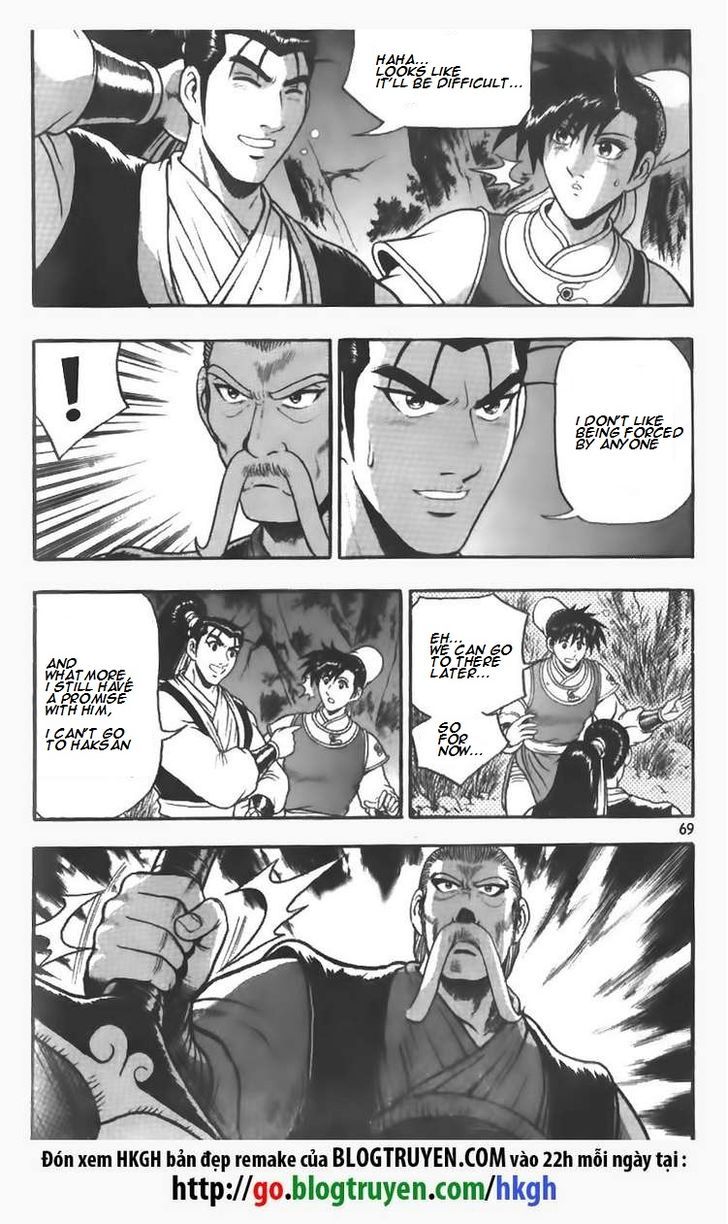 HAHA...
LOOKS LIKE
IT'LL BE DIFFICULT...
!
I DON'T LIKE
BEING FORCED
BY ANYONE
AND
WHAT MORE,
I STILL HAVE
A PROMISE
WITH HIM,
I CAN'T GO
TO HAKSAN
EH...
WE CAN GO
TO THERE
LATER...
SO
FOR
NOW...
69
Đón xem HKGH bản đẹp remake của BLOGTRUYEN.COM vào 22h mỗi ngày tại :
http://go.blogtruyen.com/hkgh